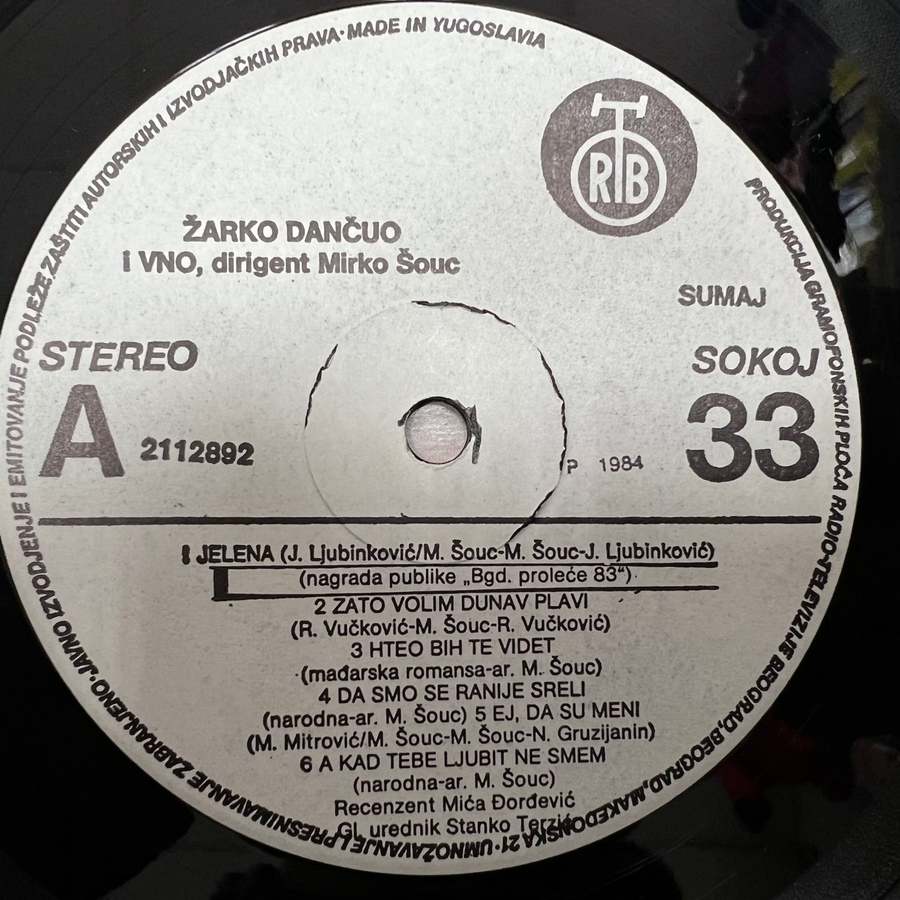 PRODUKCIJA GRAMOFONSKIH PLOČA RADIO-TELEVIZIJE BEOGRAD, BEOGRAD, MAKEDONSKA 21 · UMNOŽAVANJE I PRESNIMAVANJE ZABRANJENO · JAVNO IZVODJENJE I EMITOVANJE PODLEŽE ZAŠTITI AUTORSKIH I IZVODJAČKIH PRAVA · MADE IN YUGOSLAVIA
RTB
ŽARKO DANČUO
i VNO, dirigent Mirko Šouc
SUMAJ
STEREO
SOKOJ
A
2112892
33
P 1984
1 JELENA (J. Ljubinković/M. Šouc-M. Šouc-J. Ljubinković)
(nagrada publike „Bgd. proleće 83“)
2 ZATO VOLIM DUNAV PLAVI
(R. Vučković-M. Šouc-R. Vučković)
3 HTEO BIH TE VIDET
(mađarska romansa-ar. M. Šouc)
4 DA SMO SE RANIJE SRELI
(narodna-ar. M. Šouc) 5 EJ, DA SU MENI
(M. Mitrović/M. Šouc-M. Šouc-N. Gruzijanin)
6 A KAD TEBE LJUBIT NE SMEM
(narodna-ar. M. Šouc)
Recenzent Mića Đorđević
Gl. urednik Stanko Terzić